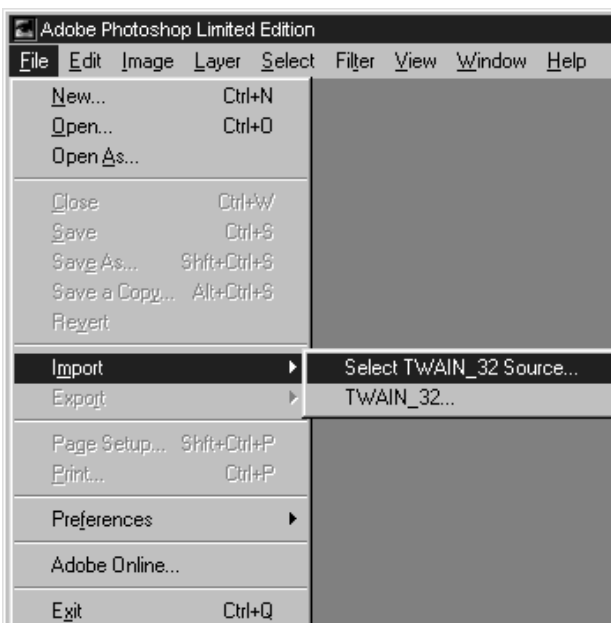 Adobe Photoshop Limited Edition
File Edit Image Layer Select Filter View Window Help
New... Ctrl+N
Open... Ctrl+O
Open As...
Close Ctrl+W
Save Ctrl+S
Save As... Shft+Ctrl+S
Save a Copy... Alt+Ctrl+S
Revert
Import Select TWAIN_32 Source...
Export TWAIN_32...
Page Setup... Shft+Ctrl+P
Print... Ctrl+P
Preferences
Adobe Online...
Exit Ctrl+Q